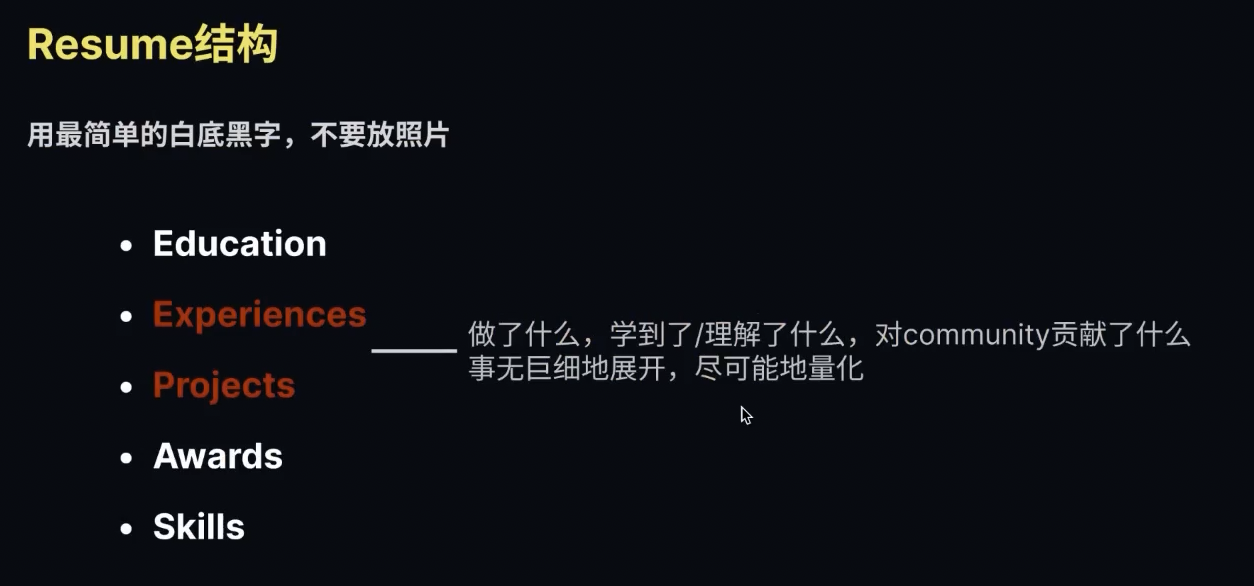 Resume结构
用最简单的白底黑字，不要放照片
• Education
• Experiences
做了什么，学到了/理解了什么，对community贡献了什么
事无巨细地展开，尽可能地量化
• Projects
• Awards
• Skills